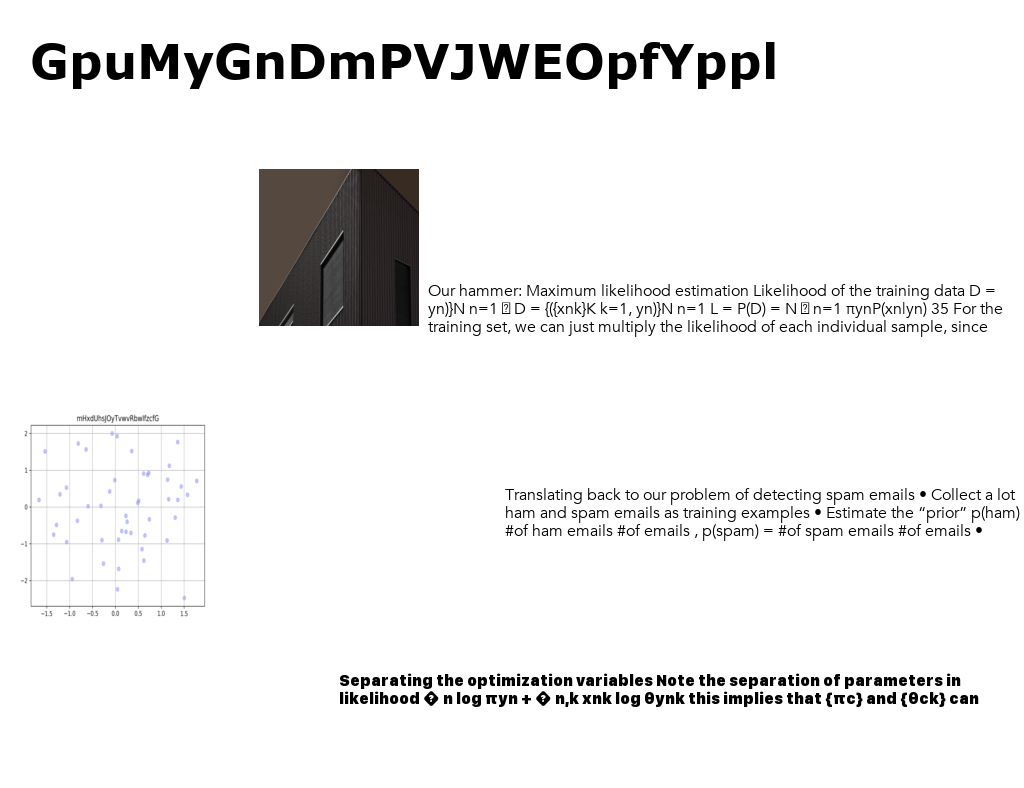 GpuMyGnDmPVJWEOpfYppl
Our hammer: Maximum likelihood estimation Likelihood of the training data D =
yn)}N n=1 � D = {({xnk}K k=1, yn)}N n=1 L = P(D) = N � n=1 πynP(xnlyn) 35 For the
training set, we can just multiply the likelihood of each individual sample, since
mHxdUhsJOyTvwvRbwIfzcfG
2
1
0
−1
−2
−1.5 −1.0 −0.5 0.0 0.5 1.0 1.5
Translating back to our problem of detecting spam emails • Collect a lot
ham and spam emails as training examples • Estimate the “prior” p(ham)
#of ham emails #of emails , p(spam) = #of spam emails #of emails •
Separating the optimization variables Note the separation of parameters in
likelihood � n log πyn + � n,k xnk log θynk this implies that {πc} and {θck} can